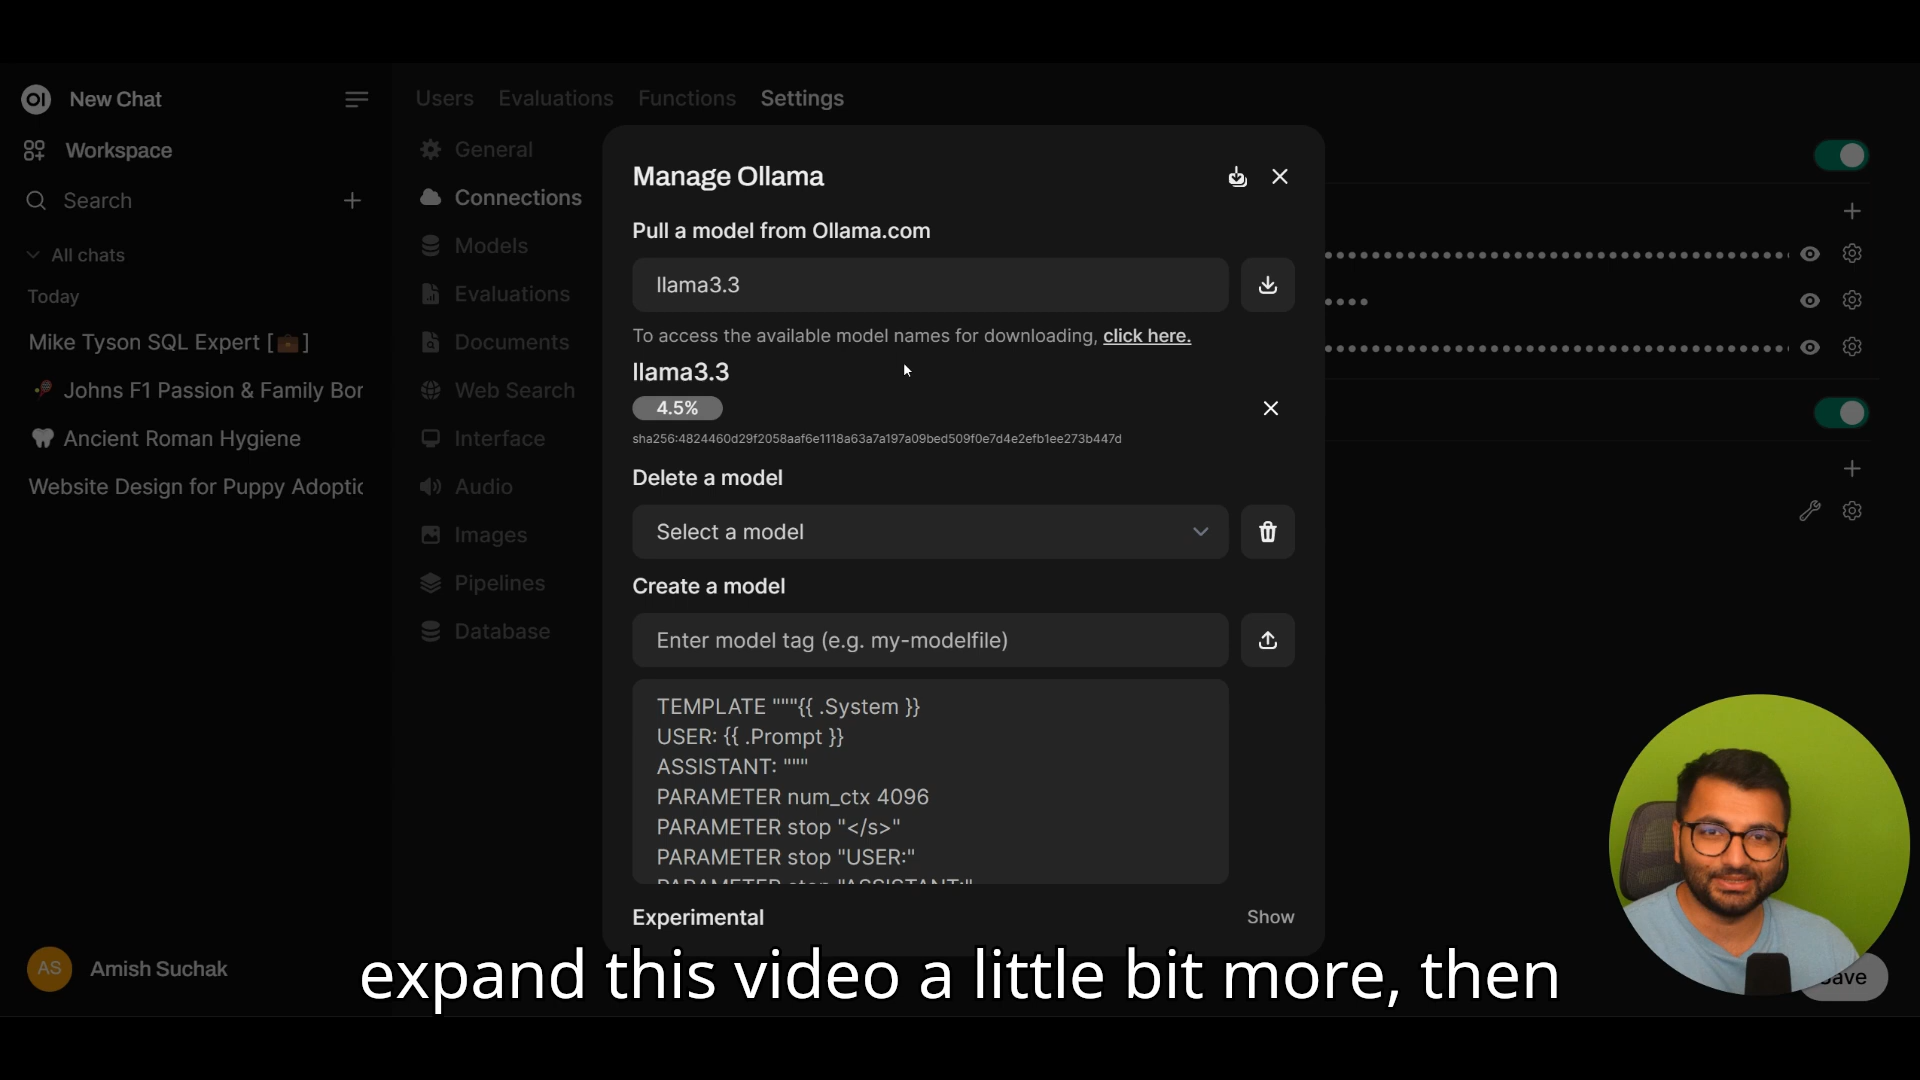 OI New Chat
Workspace
Search
All chats
Today
Mike Tyson SQL Expert [💼]
Johns F1 Passion & Family Bor
Ancient Roman Hygiene
Website Design for Puppy Adoptic
AS Amish Suchak
Users Evaluations Functions Settings
General
Connections
Models
Evaluations
Documents
Web Search
Interface
Audio
Images
Pipelines
Database
Manage Ollama
Pull a model from Ollama.com
llama3.3
To access the available model names for downloading, click here.
llama3.3
4.5%
sha256:4824460d29f2058aaf6e1118a63a7a197a09bed509f0e7d4e2efb1ee273b447d
Delete a model
Select a model
Create a model
Enter model tag (e.g. my-modelfile)
TEMPLATE """{{ .System }}
USER: {{ .Prompt }}
ASSISTANT: """
PARAMETER num_ctx 4096
PARAMETER stop "</s>"
PARAMETER stop "USER:"
PARAMETER stop "ASSISTANT:"
Experimental Show
Save
expand this video a little bit more, then